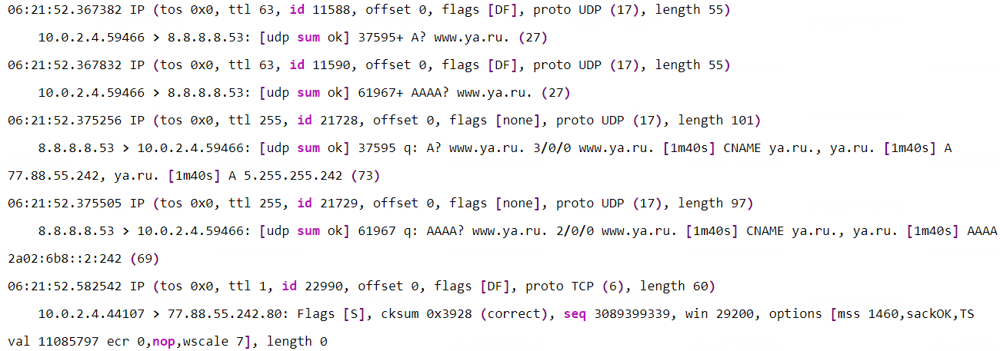 06:21:52.367382 IP (tos 0x0, ttl 63, id 11588, offset 0, flags [DF], proto UDP (17), length 55)
10.0.2.4.59466 > 8.8.8.8.53: [udp sum ok] 37595+ A? www.ya.ru. (27)
06:21:52.367832 IP (tos 0x0, ttl 63, id 11590, offset 0, flags [DF], proto UDP (17), length 55)
10.0.2.4.59466 > 8.8.8.8.53: [udp sum ok] 61967+ AAAA? www.ya.ru. (27)
06:21:52.375256 IP (tos 0x0, ttl 255, id 21728, offset 0, flags [none], proto UDP (17), length 101)
8.8.8.8.53 > 10.0.2.4.59466: [udp sum ok] 37595 q: A? www.ya.ru. 3/0/0 www.ya.ru. [1m40s] CNAME ya.ru., ya.ru. [1m40s] A
77.88.55.242, ya.ru. [1m40s] A 5.255.255.242 (73)
06:21:52.375505 IP (tos 0x0, ttl 255, id 21729, offset 0, flags [none], proto UDP (17), length 97)
8.8.8.8.53 > 10.0.2.4.59466: [udp sum ok] 61967 q: AAAA? www.ya.ru. 2/0/0 www.ya.ru. [1m40s] CNAME ya.ru., ya.ru. [1m40s] AAAA
2a02:6b8::2:242 (69)
06:21:52.582542 IP (tos 0x0, ttl 1, id 22990, offset 0, flags [DF], proto TCP (6), length 60)
10.0.2.4.44107 > 77.88.55.242.80: Flags [S], cksum 0x3928 (correct), seq 3089399339, win 29200, options [mss 1460,sackOK,TS
val 11085797 ecr 0,nop,wscale 7], length 0